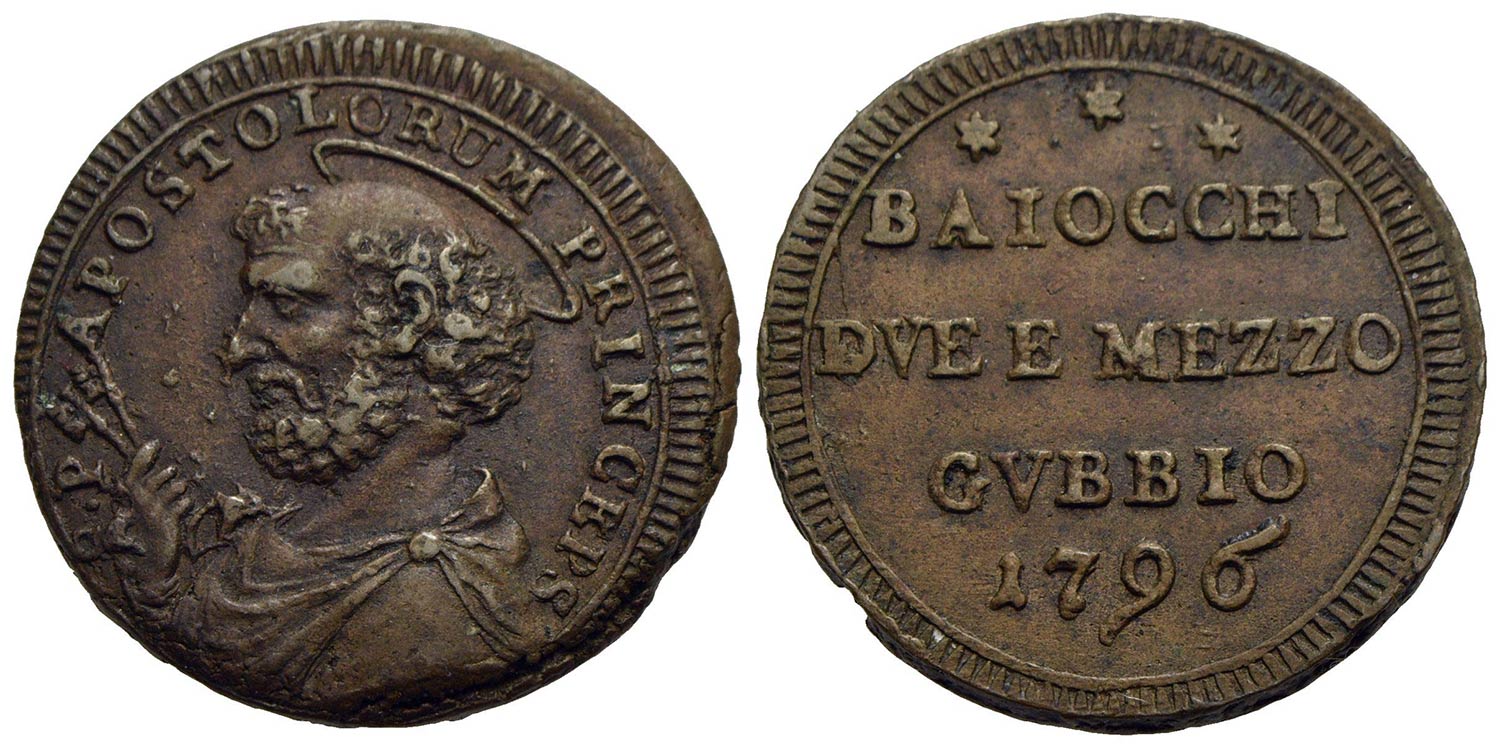 S·P· APOSTOLORUM PRINCEPS
BAIOCCHI
DVE E MEZZO
GVBBIO
1796